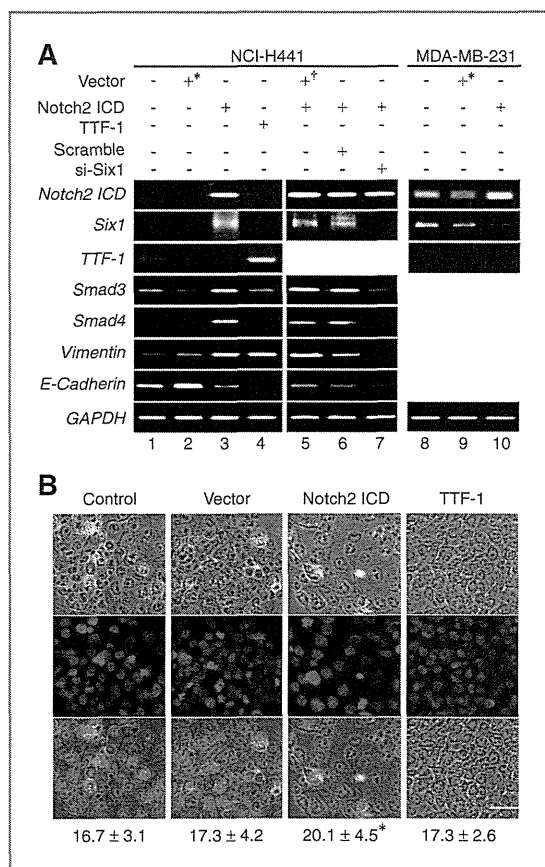 A
NCI-H441 MDA-MB-231
Vector - +* - - +† - - - +* -
Notch2 ICD - - + - + + + - - +
TTF-1 - - - + - - - - - -
Scramble - - - - - + - - - -
si-Six1 - - - - - - + - - -
Notch2 ICD
Six1
TTF-1
Smad3
Smad4
Vimentin
E-Cadherin
GAPDH
1 2 3 4 5 6 7 8 9 10
B
Control Vector Notch2 ICD TTF-1
16.7 ± 3.1 17.3 ± 4.2 20.1 ± 4.5* 17.3 ± 2.6